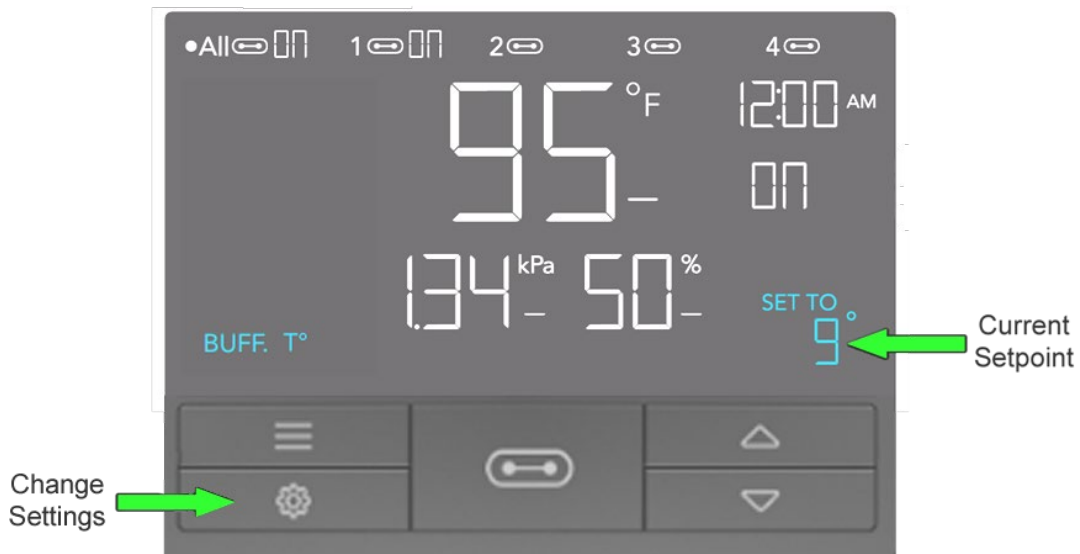 •All ON 1 ON 2 3 4
95 °F 12:00 AM
ON
1.34 kPa 50 %
SET TO
9°
BUFF. T°
Current
Setpoint
Change
Settings